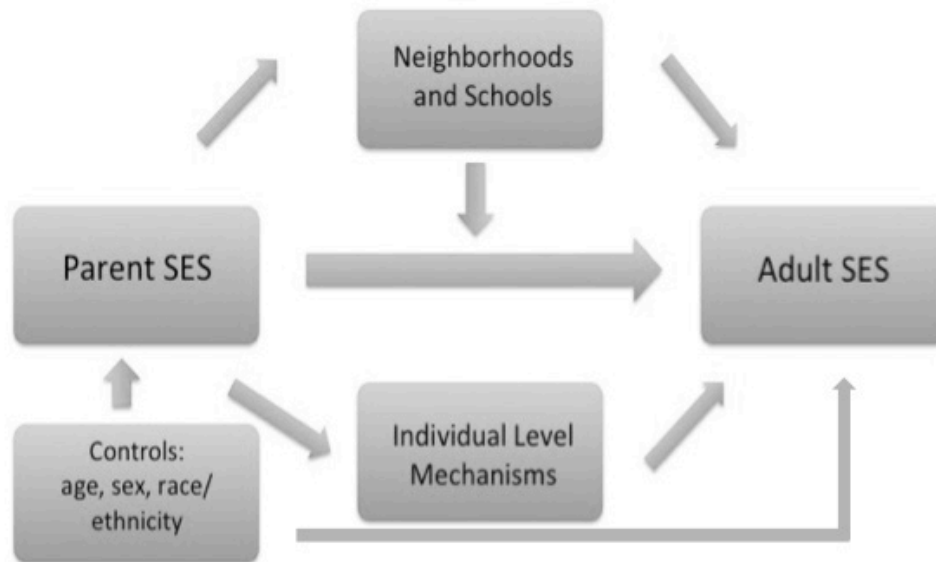 Neighborhoods
and Schools
Parent SES
Adult SES
Individual Level
Mechanisms
Controls:
age, sex, race/
ethnicity